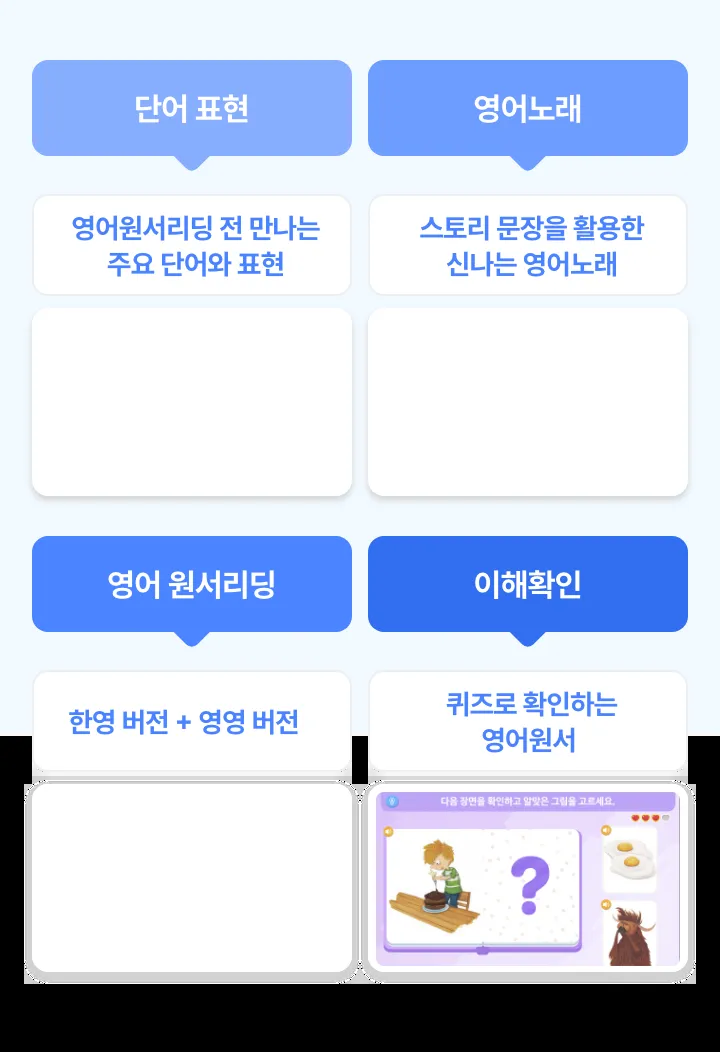 단어 표현
영어노래
영어원서리딩 전 만나는
주요 단어와 표현
스토리 문장을 활용한
신나는 영어노래
영어 원서리딩
이해확인
한영 버전 + 영영 버전
퀴즈로 확인하는
영어원서
다음 장면을 확인하고 알맞은 그림을 고르세요.
?